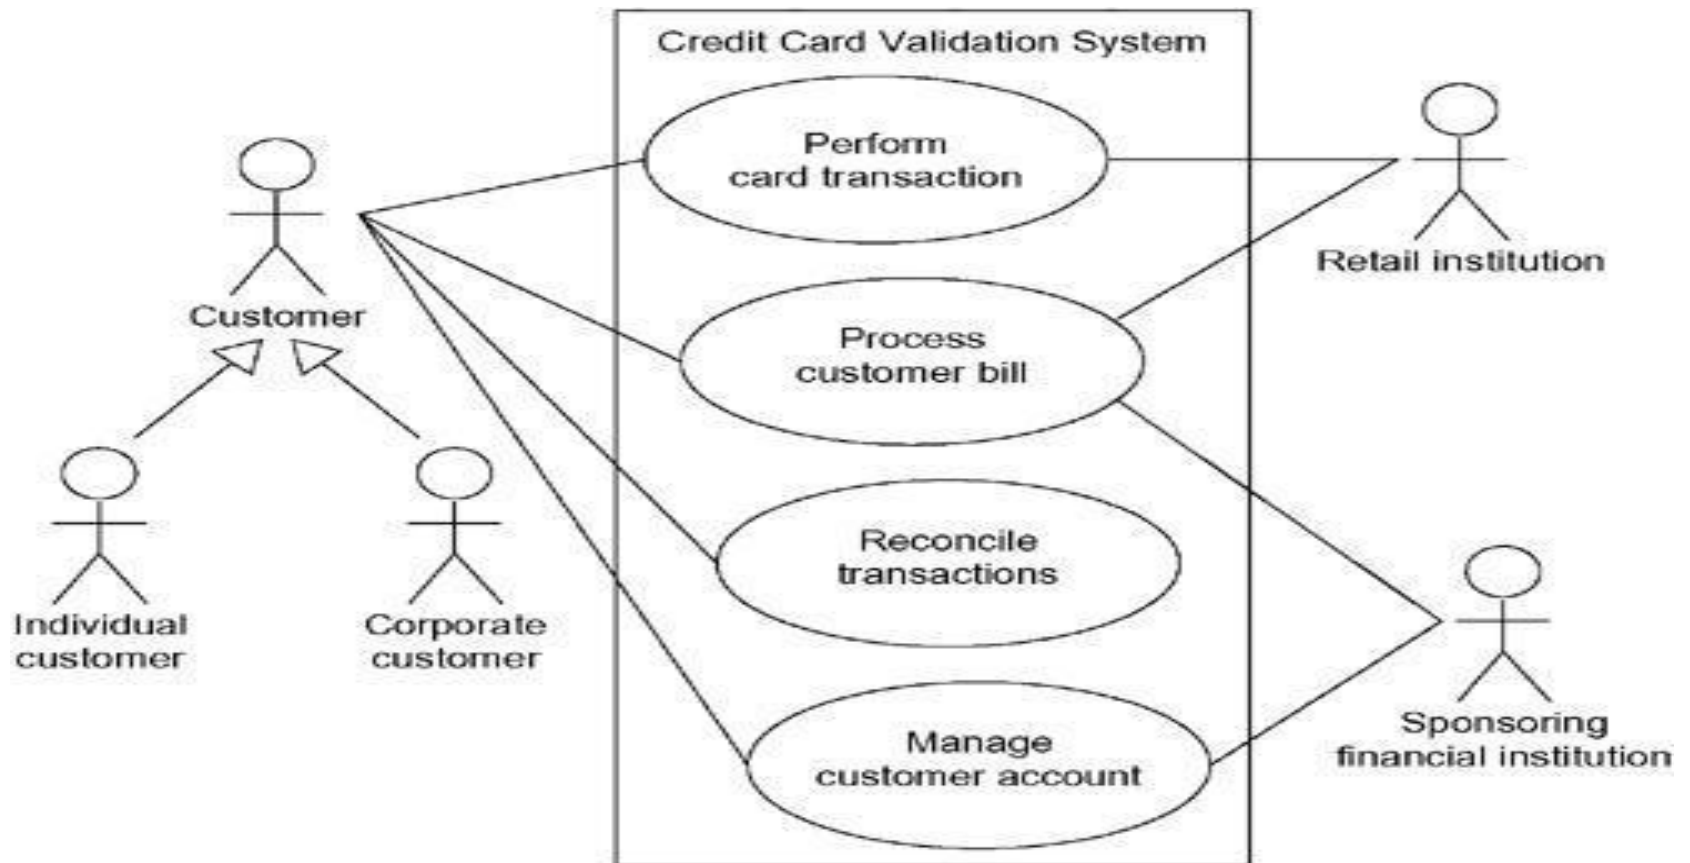 Credit Card Validation System
Perform
card transaction
Retail institution
Customer
Process
customer bill
Reconcile
transactions
Individual
customer
Corporate
customer
Sponsoring
financial institution
Manage
customer account